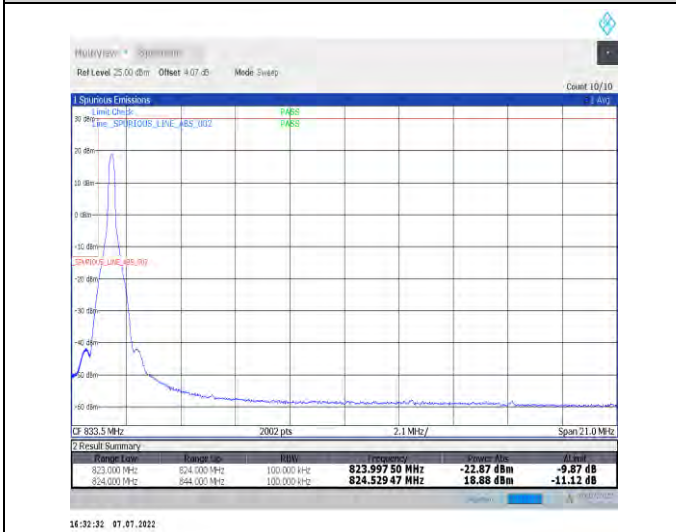 MultiView Spectrum
Ref Level 25.00 dBm Offset 4.07 dB Mode Sweep
Count 10/10
1 Spurious Emissions 1 Avg
Limit Check PASS
30 dBm
Line _SPURIOUS_LINE_ABS_002 PASS
20 dBm
10 dBm
0 dBm
-10 dBm
_SPURIOUS_LINE_ABS_002
-20 dBm
-30 dBm
-40 dBm
-50 dBm
-60 dBm
CF 833.5 MHz 2002 pts 2.1 MHz/ Span 21.0 MHz
2 Result Summary
Range Low Range Up RBW Frequency Power Abs ΔLimit
823.000 MHz 824.000 MHz 100.000 kHz 823.997 50 MHz -22.87 dBm -9.87 dB
824.000 MHz 844.000 MHz 100.000 kHz 824.529 47 MHz 18.88 dBm -11.12 dB
16:32:32 07.07.2022